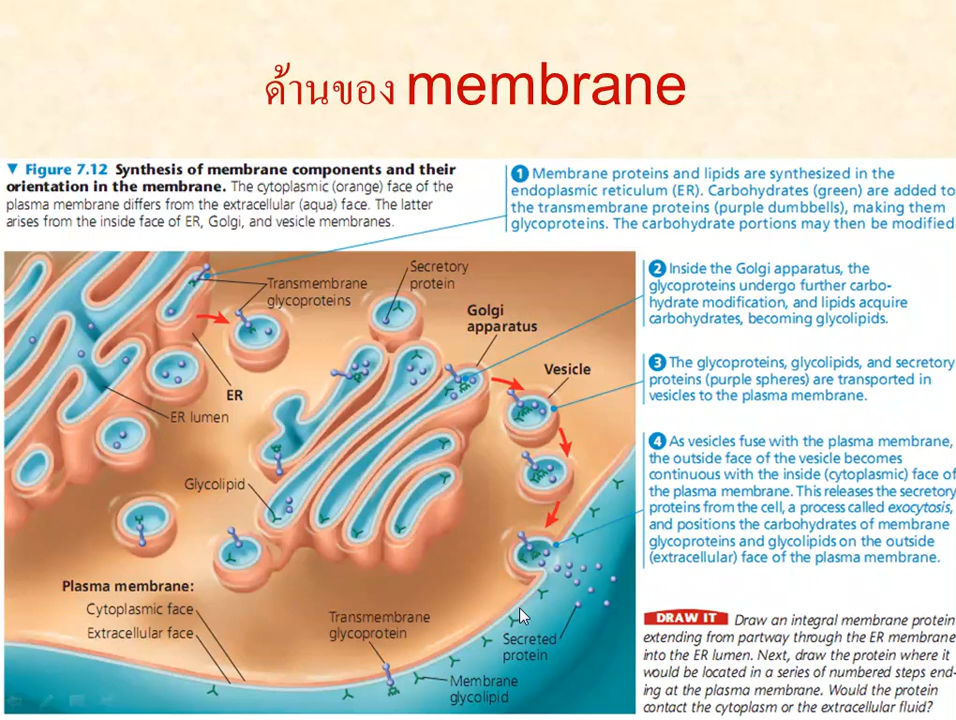 ด้านของ membrane
▼ Figure 7.12 Synthesis of membrane components and their
orientation in the membrane. The cytoplasmic (orange) face of the
plasma membrane differs from the extracellular (aqua) face. The latter
arises from the inside face of ER, Golgi, and vesicle membranes.
1 Membrane proteins and lipids are synthesized in the
endoplasmic reticulum (ER). Carbohydrates (green) are added to
the transmembrane proteins (purple dumbbells), making them
glycoproteins. The carbohydrate portions may then be modified
2 Inside the Golgi apparatus, the
glycoproteins undergo further carbo-
hydrate modification, and lipids acquire
carbohydrates, becoming glycolipids.
3 The glycoproteins, glycolipids, and secretory
proteins (purple spheres) are transported in
vesicles to the plasma membrane.
4 As vesicles fuse with the plasma membrane,
the outside face of the vesicle becomes
continuous with the inside (cytoplasmic) face of
the plasma membrane. This releases the secretory
proteins from the cell, a process called exocytosis,
and positions the carbohydrates of membrane
glycoproteins and glycolipids on the outside
(extracellular) face of the plasma membrane.
Transmembrane
glycoproteins
Secretory
protein
Golgi
apparatus
Vesicle
ER
ER lumen
Glycolipid
Plasma membrane:
Cytoplasmic face
Extracellular face
Transmembrane
glycoprotein
Secreted
protein
Membrane
glycolipid
DRAW IT Draw an integral membrane protein
extending from partway through the ER membrane
into the ER lumen. Next, draw the protein where it
would be located in a series of numbered steps end-
ing at the plasma membrane. Would the protein
contact the cytoplasm or the extracellular fluid?